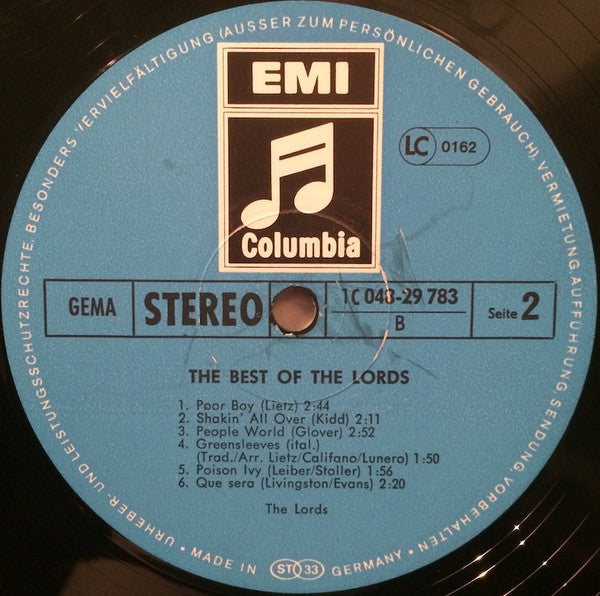 URHEBER- UND LEISTUNGSSCHUTZRECHTE, BESONDERS VERVIELFÄLTIGUNG (AUSSER ZUM PERSÖNLICHEN GEBRAUCH), VERMIETUNG, AUFFÜHRUNG, SENDUNG, VORBEHALTEN
EMI
Columbia
LC 0162
GEMA
STEREO
1C 048-29 783
B
Seite 2
THE BEST OF THE LORDS
1. Poor Boy (Lietz) 2:44
2. Shakin' All Over (Kidd) 2:11
3. People World (Glover) 2:52
4. Greensleeves (ital.)
(Trad./Arr. Lietz/Califano/Lunero) 1:50
5. Poison Ivy (Leiber/Stoller) 1:56
6. Que sera (Livingston/Evans) 2:20
The Lords
• MADE IN ST 33 GERMANY •